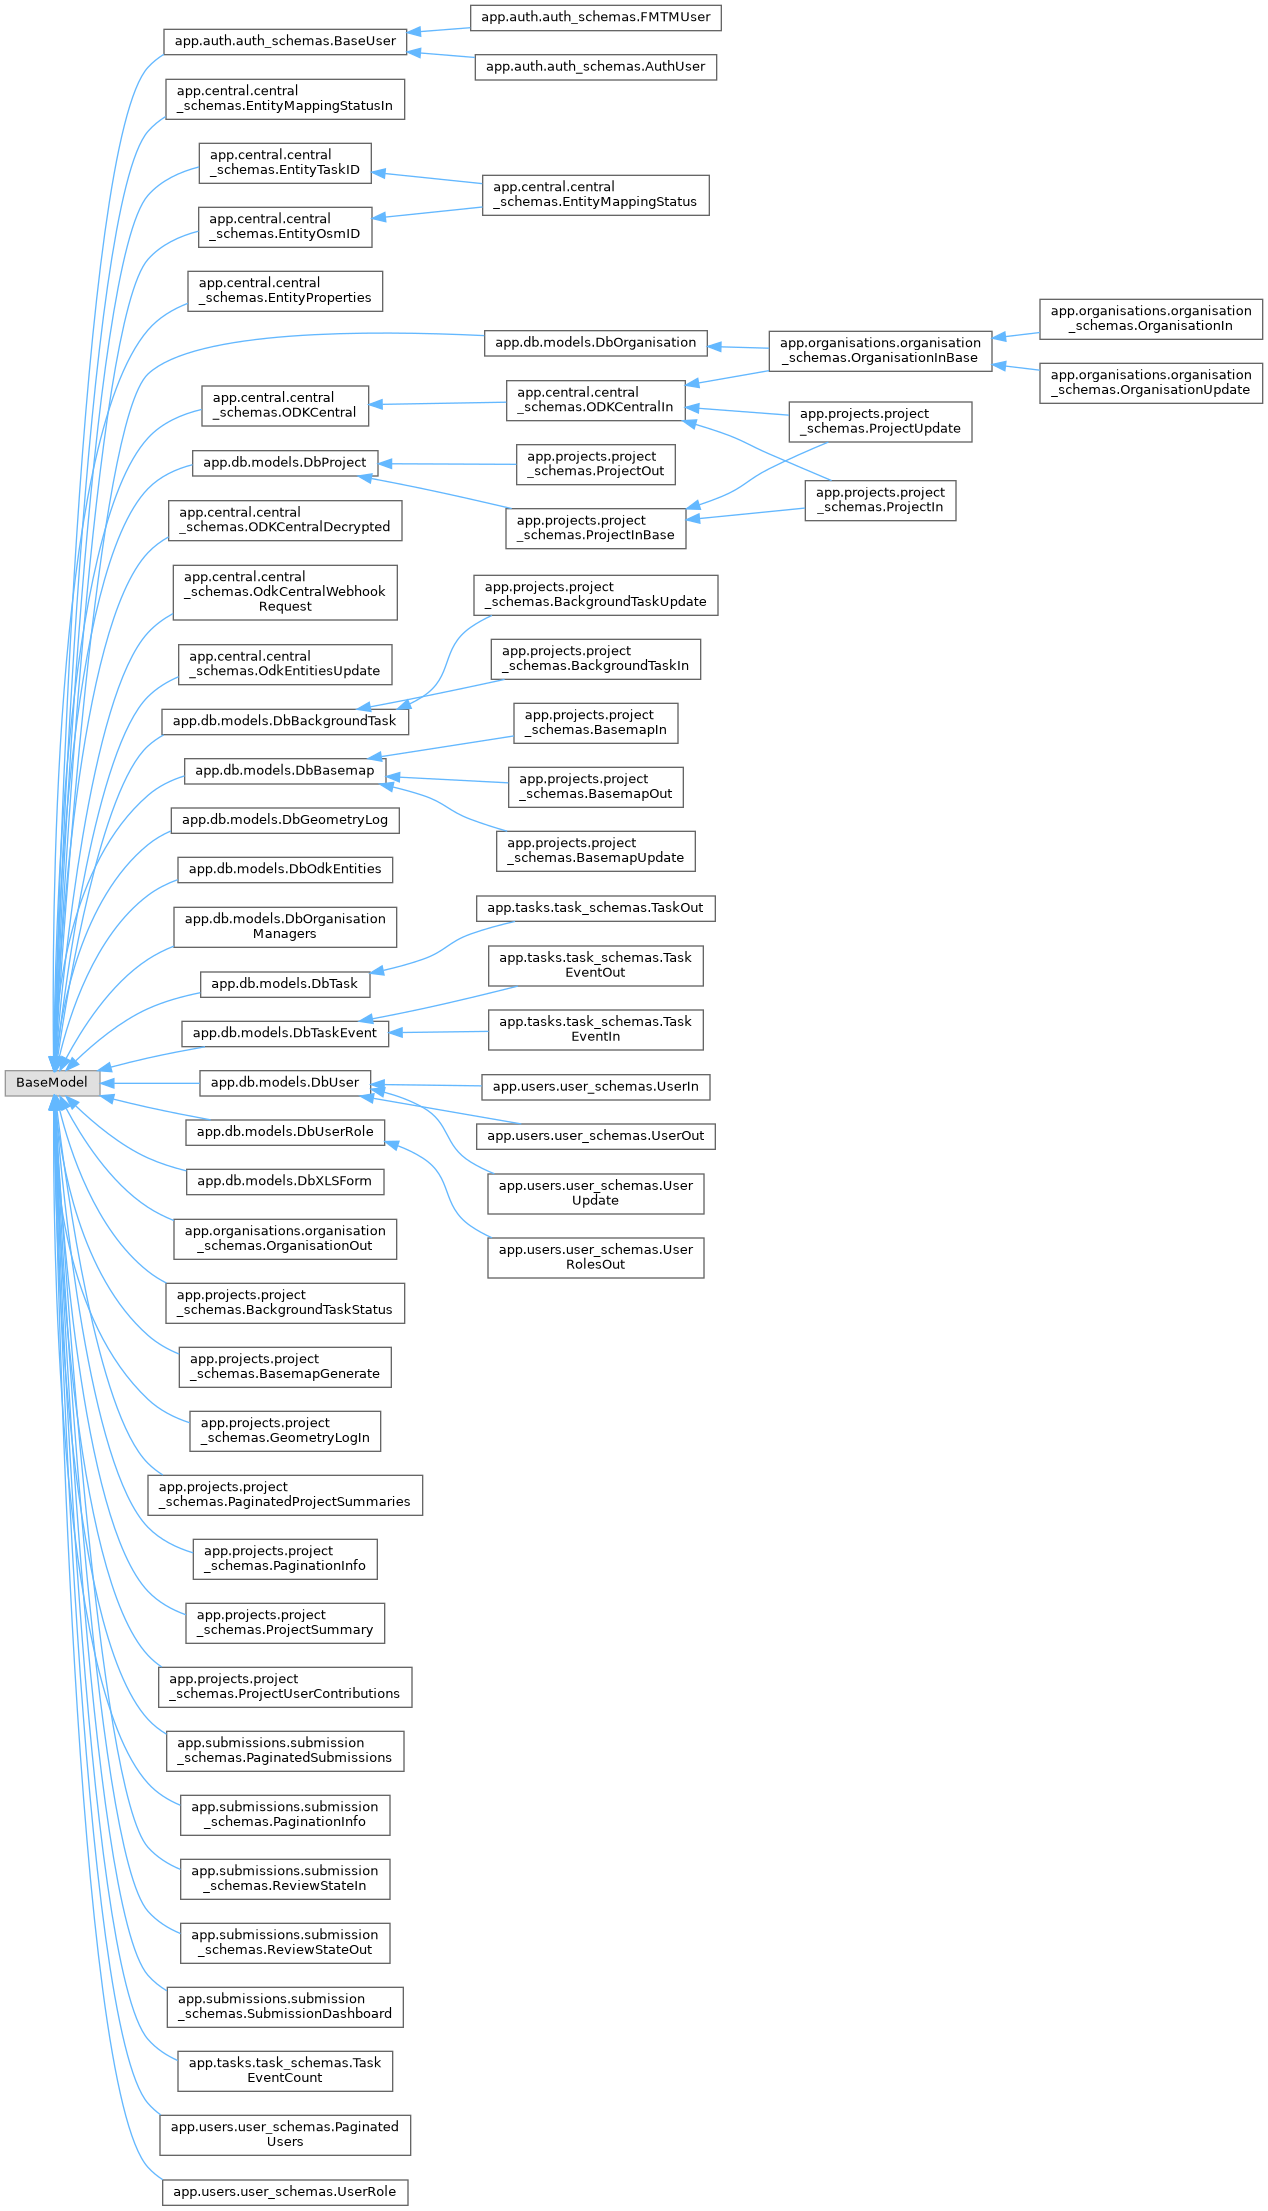 app.auth.auth_schemas.FMTMUser
app.auth.auth_schemas.BaseUser
app.auth.auth_schemas.AuthUser
app.central.central
_schemas.EntityMappingStatusIn
app.central.central
_schemas.EntityTaskID
app.central.central
_schemas.EntityMappingStatus
app.central.central
_schemas.EntityOsmID
app.central.central
_schemas.EntityProperties
app.organisations.organisation
_schemas.OrganisationIn
app.db.models.DbOrganisation
app.organisations.organisation
_schemas.OrganisationInBase
app.organisations.organisation
_schemas.OrganisationUpdate
app.central.central
_schemas.ODKCentral
app.central.central
_schemas.ODKCentralIn
app.projects.project
_schemas.ProjectUpdate
app.db.models.DbProject
app.projects.project
_schemas.ProjectOut
app.projects.project
_schemas.ProjectIn
app.central.central
_schemas.ODKCentralDecrypted
app.projects.project
_schemas.ProjectInBase
app.central.central
_schemas.OdkCentralWebhook
Request
app.projects.project
_schemas.BackgroundTaskUpdate
app.central.central
_schemas.OdkEntitiesUpdate
app.projects.project
_schemas.BackgroundTaskIn
app.db.models.DbBackgroundTask
app.projects.project
_schemas.BasemapIn
app.db.models.DbBasemap
app.projects.project
_schemas.BasemapOut
app.db.models.DbGeometryLog
app.projects.project
_schemas.BasemapUpdate
app.db.models.DbOdkEntities
app.db.models.DbOrganisation
Managers
app.tasks.task_schemas.TaskOut
app.db.models.DbTask
app.tasks.task_schemas.Task
EventOut
app.db.models.DbTaskEvent
app.tasks.task_schemas.Task
EventIn
BaseModel
app.db.models.DbUser
app.users.user_schemas.UserIn
app.db.models.DbUserRole
app.users.user_schemas.UserOut
app.db.models.DbXLSForm
app.users.user_schemas.User
Update
app.organisations.organisation
_schemas.OrganisationOut
app.users.user_schemas.User
RolesOut
app.projects.project
_schemas.BackgroundTaskStatus
app.projects.project
_schemas.BasemapGenerate
app.projects.project
_schemas.GeometryLogIn
app.projects.project
_schemas.PaginatedProjectSummaries
app.projects.project
_schemas.PaginationInfo
app.projects.project
_schemas.ProjectSummary
app.projects.project
_schemas.ProjectUserContributions
app.submissions.submission
_schemas.PaginatedSubmissions
app.submissions.submission
_schemas.PaginationInfo
app.submissions.submission
_schemas.ReviewStateIn
app.submissions.submission
_schemas.ReviewStateOut
app.submissions.submission
_schemas.SubmissionDashboard
app.tasks.task_schemas.Task
EventCount
app.users.user_schemas.Paginated
Users
app.users.user_schemas.UserRole